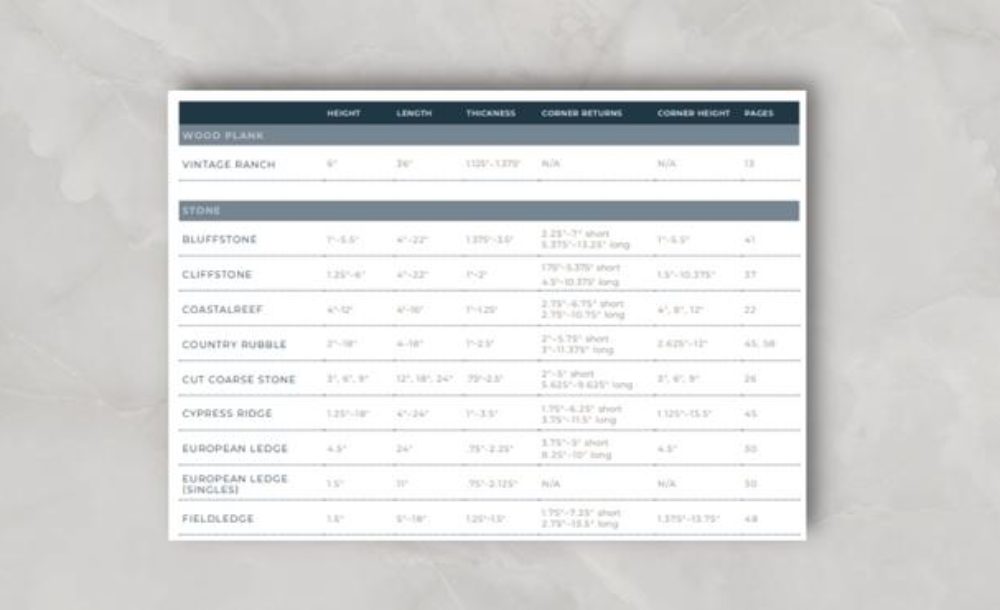 HEIGHT LENGTH THICKNESS CORNER RETURNS CORNER HEIGHT PAGES
WOOD PLANK
VINTAGE RANCH 6" 36" 1.125"-1.375" N/A N/A 13
STONE
BLUFFSTONE 1"-5.5" 4"-22" 1.375"-3.5" 2.25"-7" short 1"-5.5" 41
5.375"-13.25" long
CLIFFSTONE 1.25"-6" 4"-22" 1"-2" 1.75"-5.375" short 1.5"-10.375" 37
4.5"-10.375" long
COASTALREEF 4"-12" 4"-16" 1"-1.25" 2.75"-6.75" short 4", 8", 12" 22
2.75"-10.75" long
COUNTRY RUBBLE 2"-18" 4-18" 1"-2.5" 2"-5.75" short 2.625"-12" 45, 58
3"-11.375" long
CUT COARSE STONE 3", 6", 9" 12", 18", 24" .75"-2.5" 2"-5" short 3", 6", 9" 26
5.625"-9.625" long
CYPRESS RIDGE 1.25"-18" 4"-24" 1"-3.5" 1.75"-6.25" short 1.125"-13.5" 45
3.75"-11.5" long
EUROPEAN LEDGE 4.5" 24" .75"-2.25" 3.75"-5" short 4.5" 30
8.25"-10" long
EUROPEAN LEDGE
(SINGLES) 1.5" 11" .75"-2.125" N/A N/A 30
FIELDLEDGE 1.5" 5"-18" 1.25"-1.5" 1.75"-7.25" short 1.375"-13.75" 48
2.75"-15.5" long